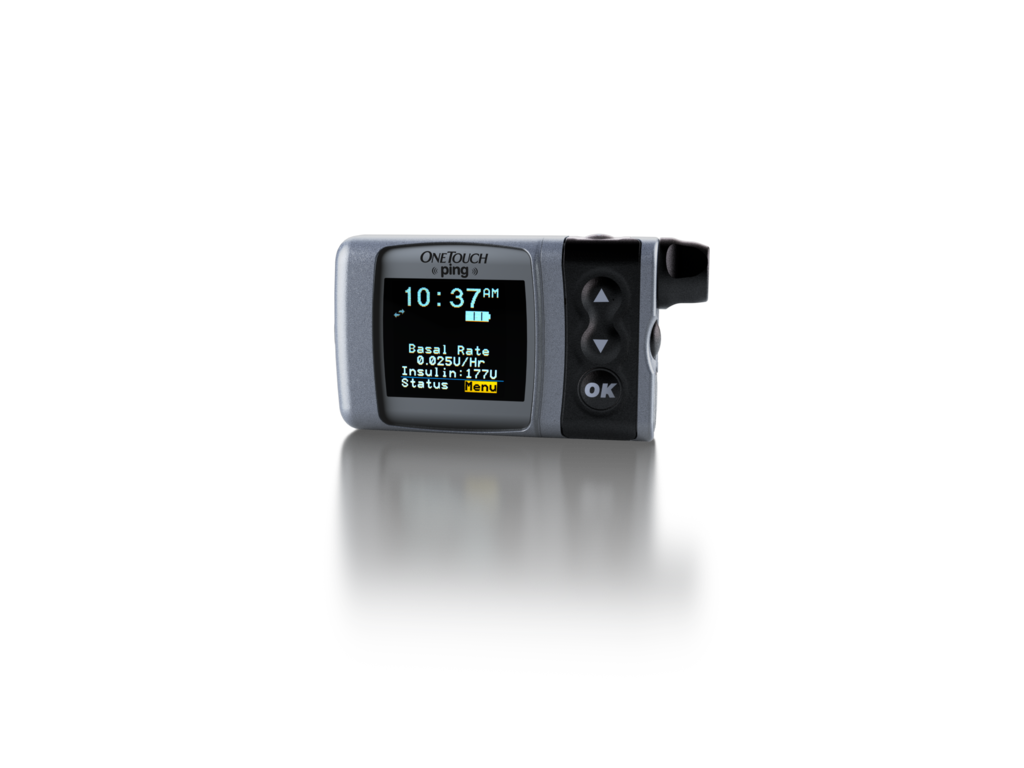 OneTouch
ping
10:37AM
Basal Rate
0.025U/Hr
Insulin:177U
Status Menu
OK